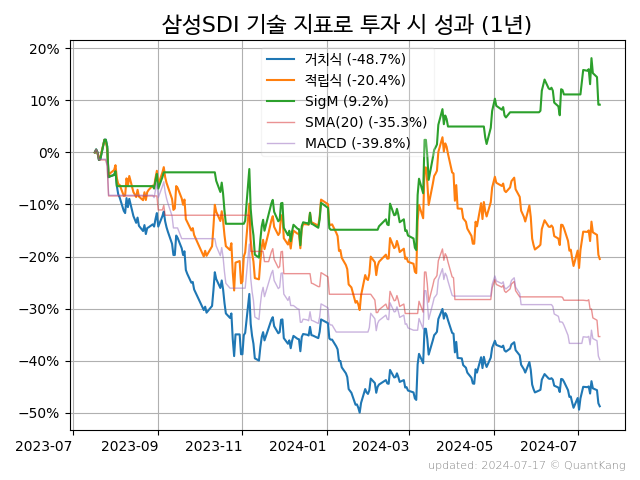 삼성SDI 기술 지표로 투자 시 성과 (1년)
거치식 (-48.7%)
적립식 (-20.4%)
SigM (9.2%)
SMA(20) (-35.3%)
MACD (-39.8%)
20%
10%
0%
−10%
−20%
−30%
−40%
−50%
2023-07 2023-09 2023-11 2024-01 2024-03 2024-05 2024-07
updated: 2024-07-17 © QuantKang